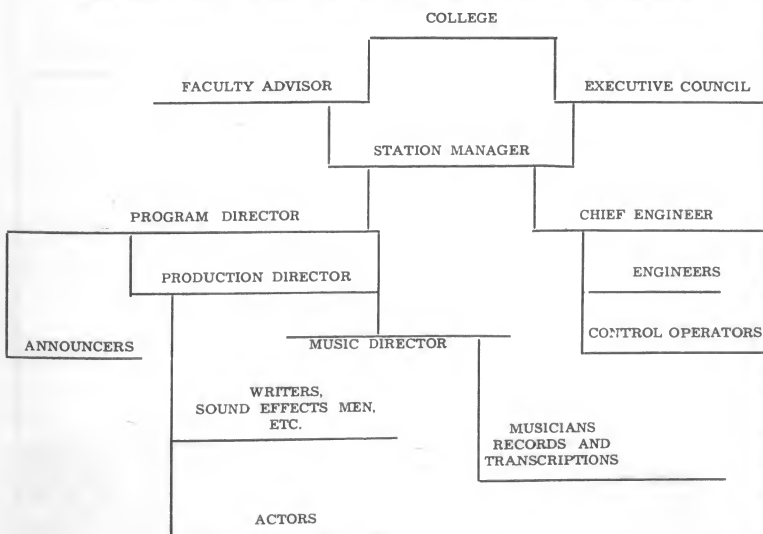 COLLEGE
FACULTY ADVISOR
EXECUTIVE COUNCIL
STATION MANAGER
PROGRAM DIRECTOR
CHIEF ENGINEER
PRODUCTION DIRECTOR
ENGINEERS
ANNOUNCERS
MUSIC DIRECTOR
CONTROL OPERATORS
WRITERS,
SOUND EFFECTS MEN,
ETC.
MUSICIANS
RECORDS AND
TRANSCRIPTIONS
ACTORS